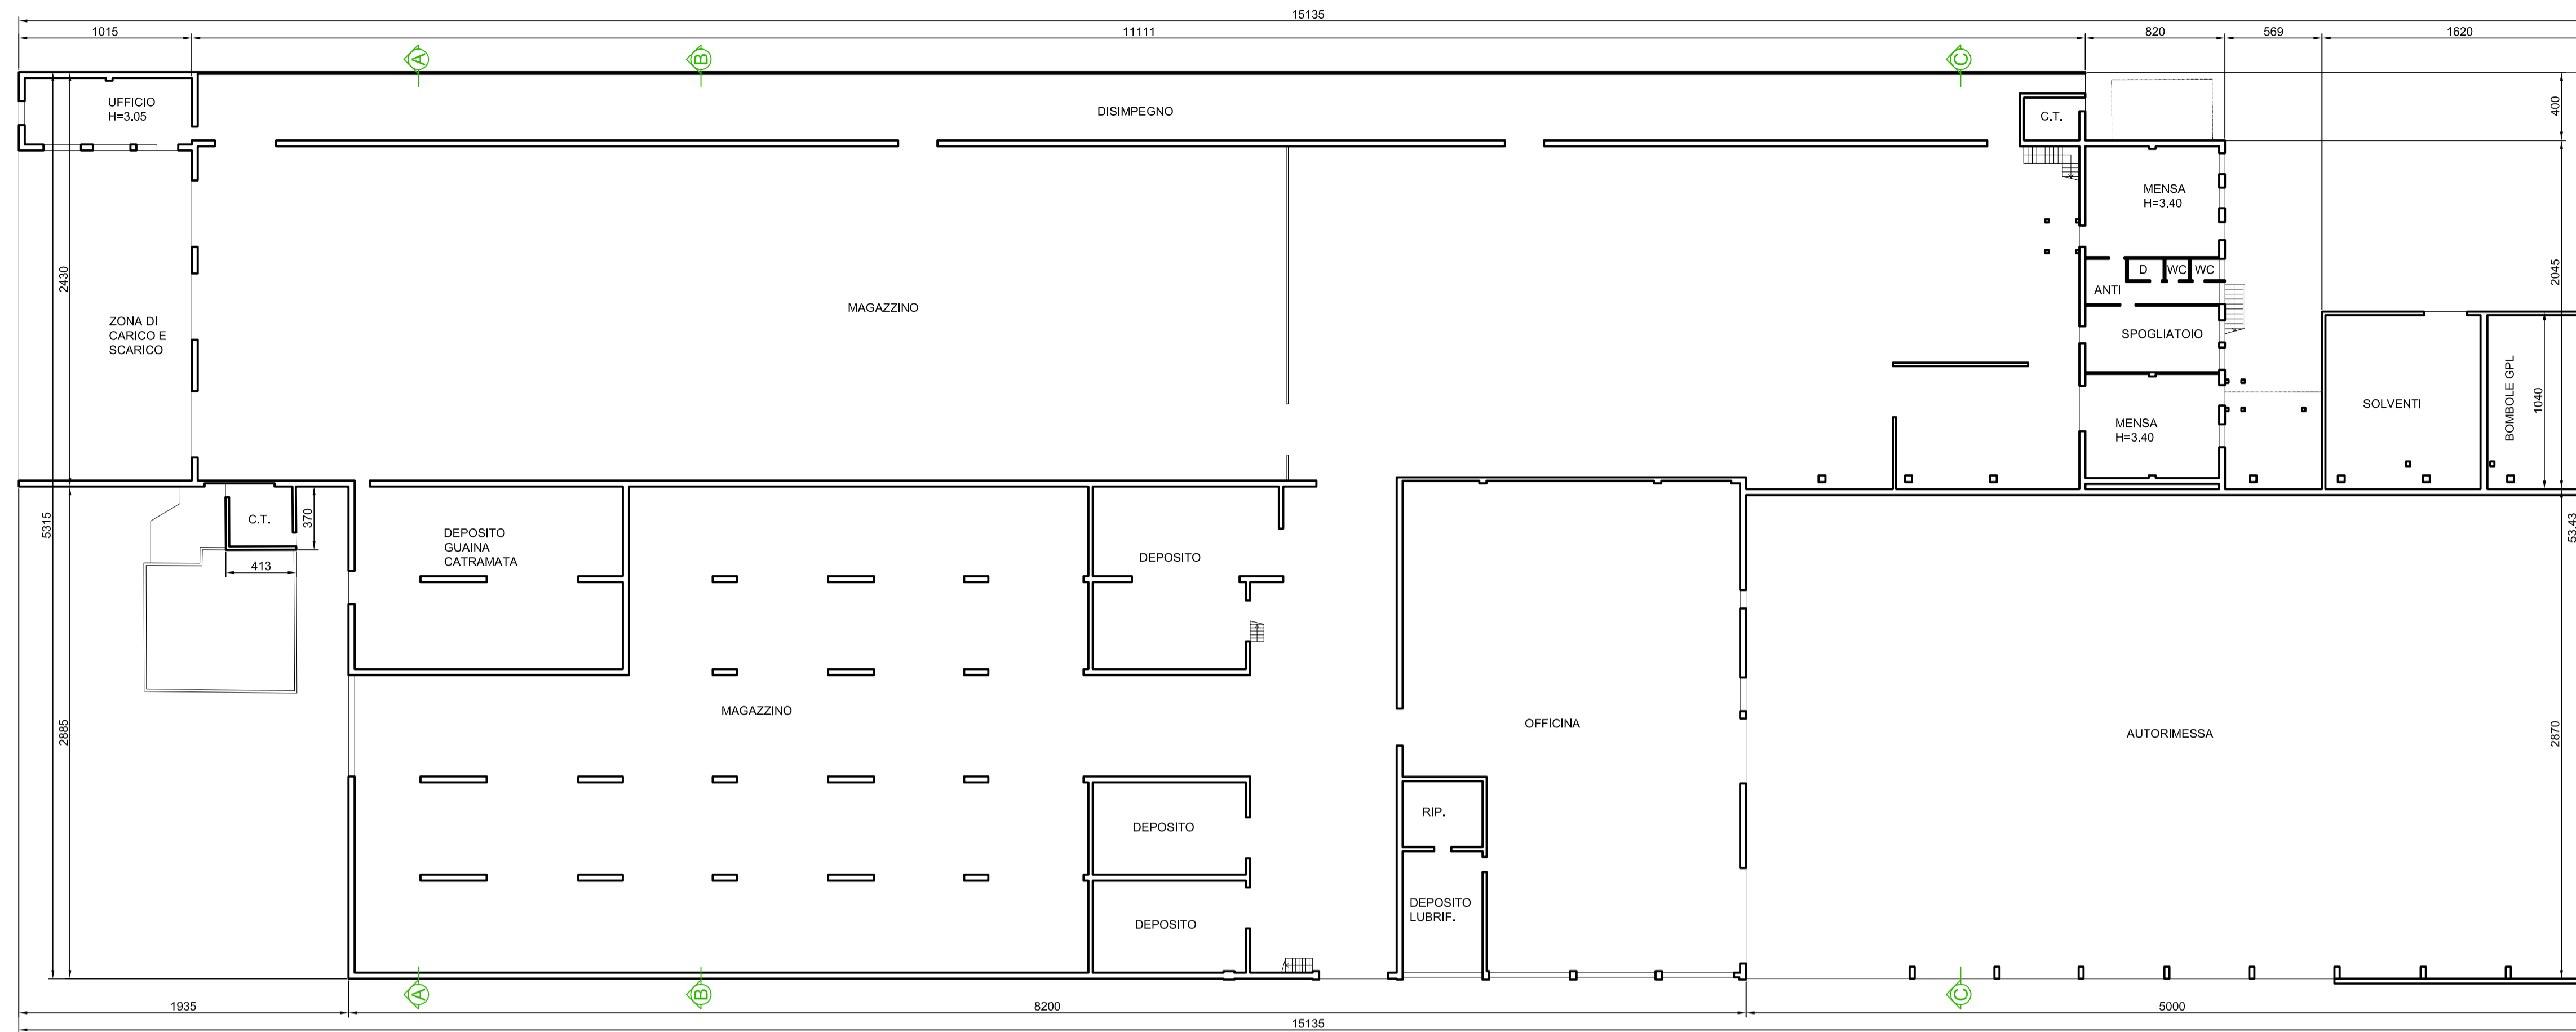 15135
1015
11111
820
569
1620
A
B
C
UFFICIO
H=3.05
DISIMPEGNO
C.T.
400
MENSA
H=3.40
2430
2045
D
WC
WC
ANTI
MAGAZZINO
ZONA DI
CARICO E
SCARICO
SPOGLIATOIO
SOLVENTI
BOMBOLE GPL
1040
MENSA
H=3.40
5315
C.T.
370
413
DEPOSITO
GUAINA
CATRAMATA
DEPOSITO
53.43
2885
MAGAZZINO
OFFICINA
AUTORIMESSA
2870
RIP.
DEPOSITO
DEPOSITO
LUBRIF.
DEPOSITO
A
B
C
1935
8200
5000
15135